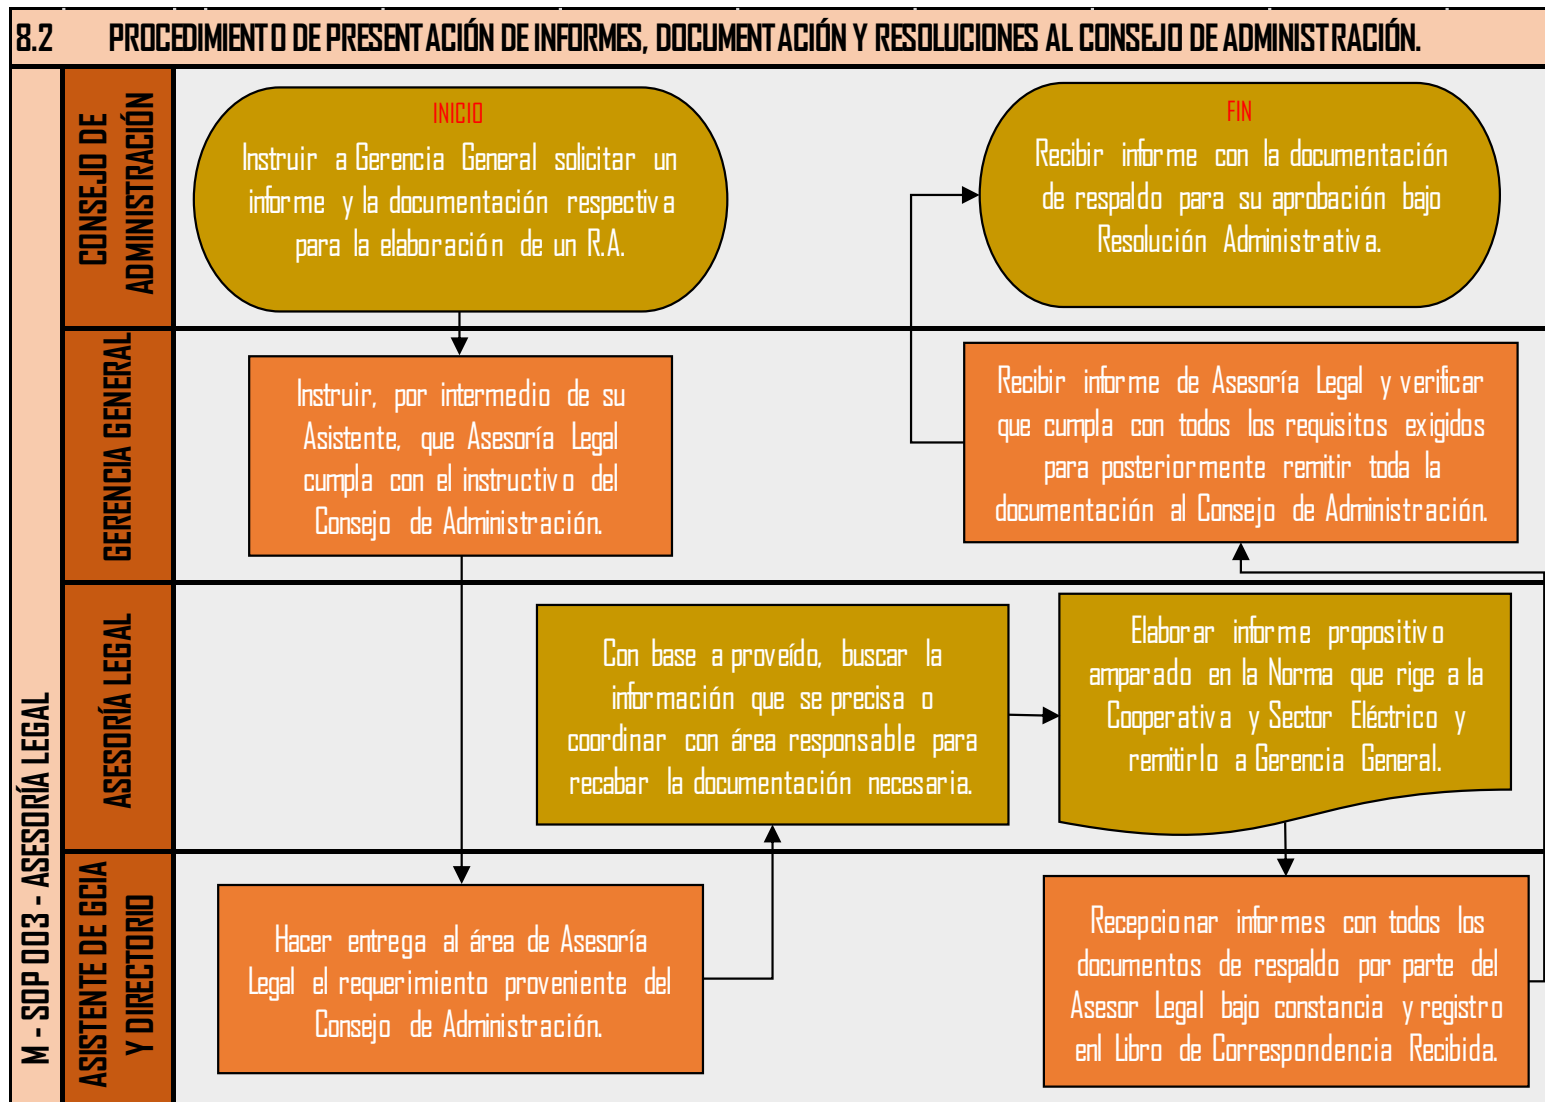 8.2 PROCEDIMIENTO DE PRESENTACIÓN DE INFORMES, DOCUMENTACIÓN Y RESOLUCIONES AL CONSEJO DE ADMINISTRACIÓN.
M - SOP 003 - ASESORÍA LEGAL
CONSEJO DE
ADMINISTRACIÓN
INICIO
Instruir a Gerencia General solicitar un
informe y la documentación respectiva
para la elaboración de un R.A.
FIN
Recibir informe con la documentación
de respaldo para su aprobación bajo
Resolución Administrativa.
GERENCIA GENERAL
Instruir, por intermedio de su
Asistente, que Asesoría Legal
cumpla con el instructivo del
Consejo de Administración.
Recibir informe de Asesoría Legal y verificar
que cumpla con todos los requisitos exigidos
para posteriormente remitir toda la
documentación al Consejo de Administración.
ASESORÍA LEGAL
Con base a proveído, buscar la
información que se precisa o
coordinar con área responsable para
recabar la documentación necesaria.
Elaborar informe propositivo
amparado en la Norma que rige a la
Cooperativa y Sector Eléctrico y
remitirlo a Gerencia General.
ASISTENTE DE GCIA
Y DIRECTORIO
Hacer entrega al área de Asesoría
Legal el requerimiento proveniente del
Consejo de Administración.
Recepcionar informes con todos los
documentos de respaldo por parte del
Asesor Legal bajo constancia y registro
enl Libro de Correspondencia Recibida.